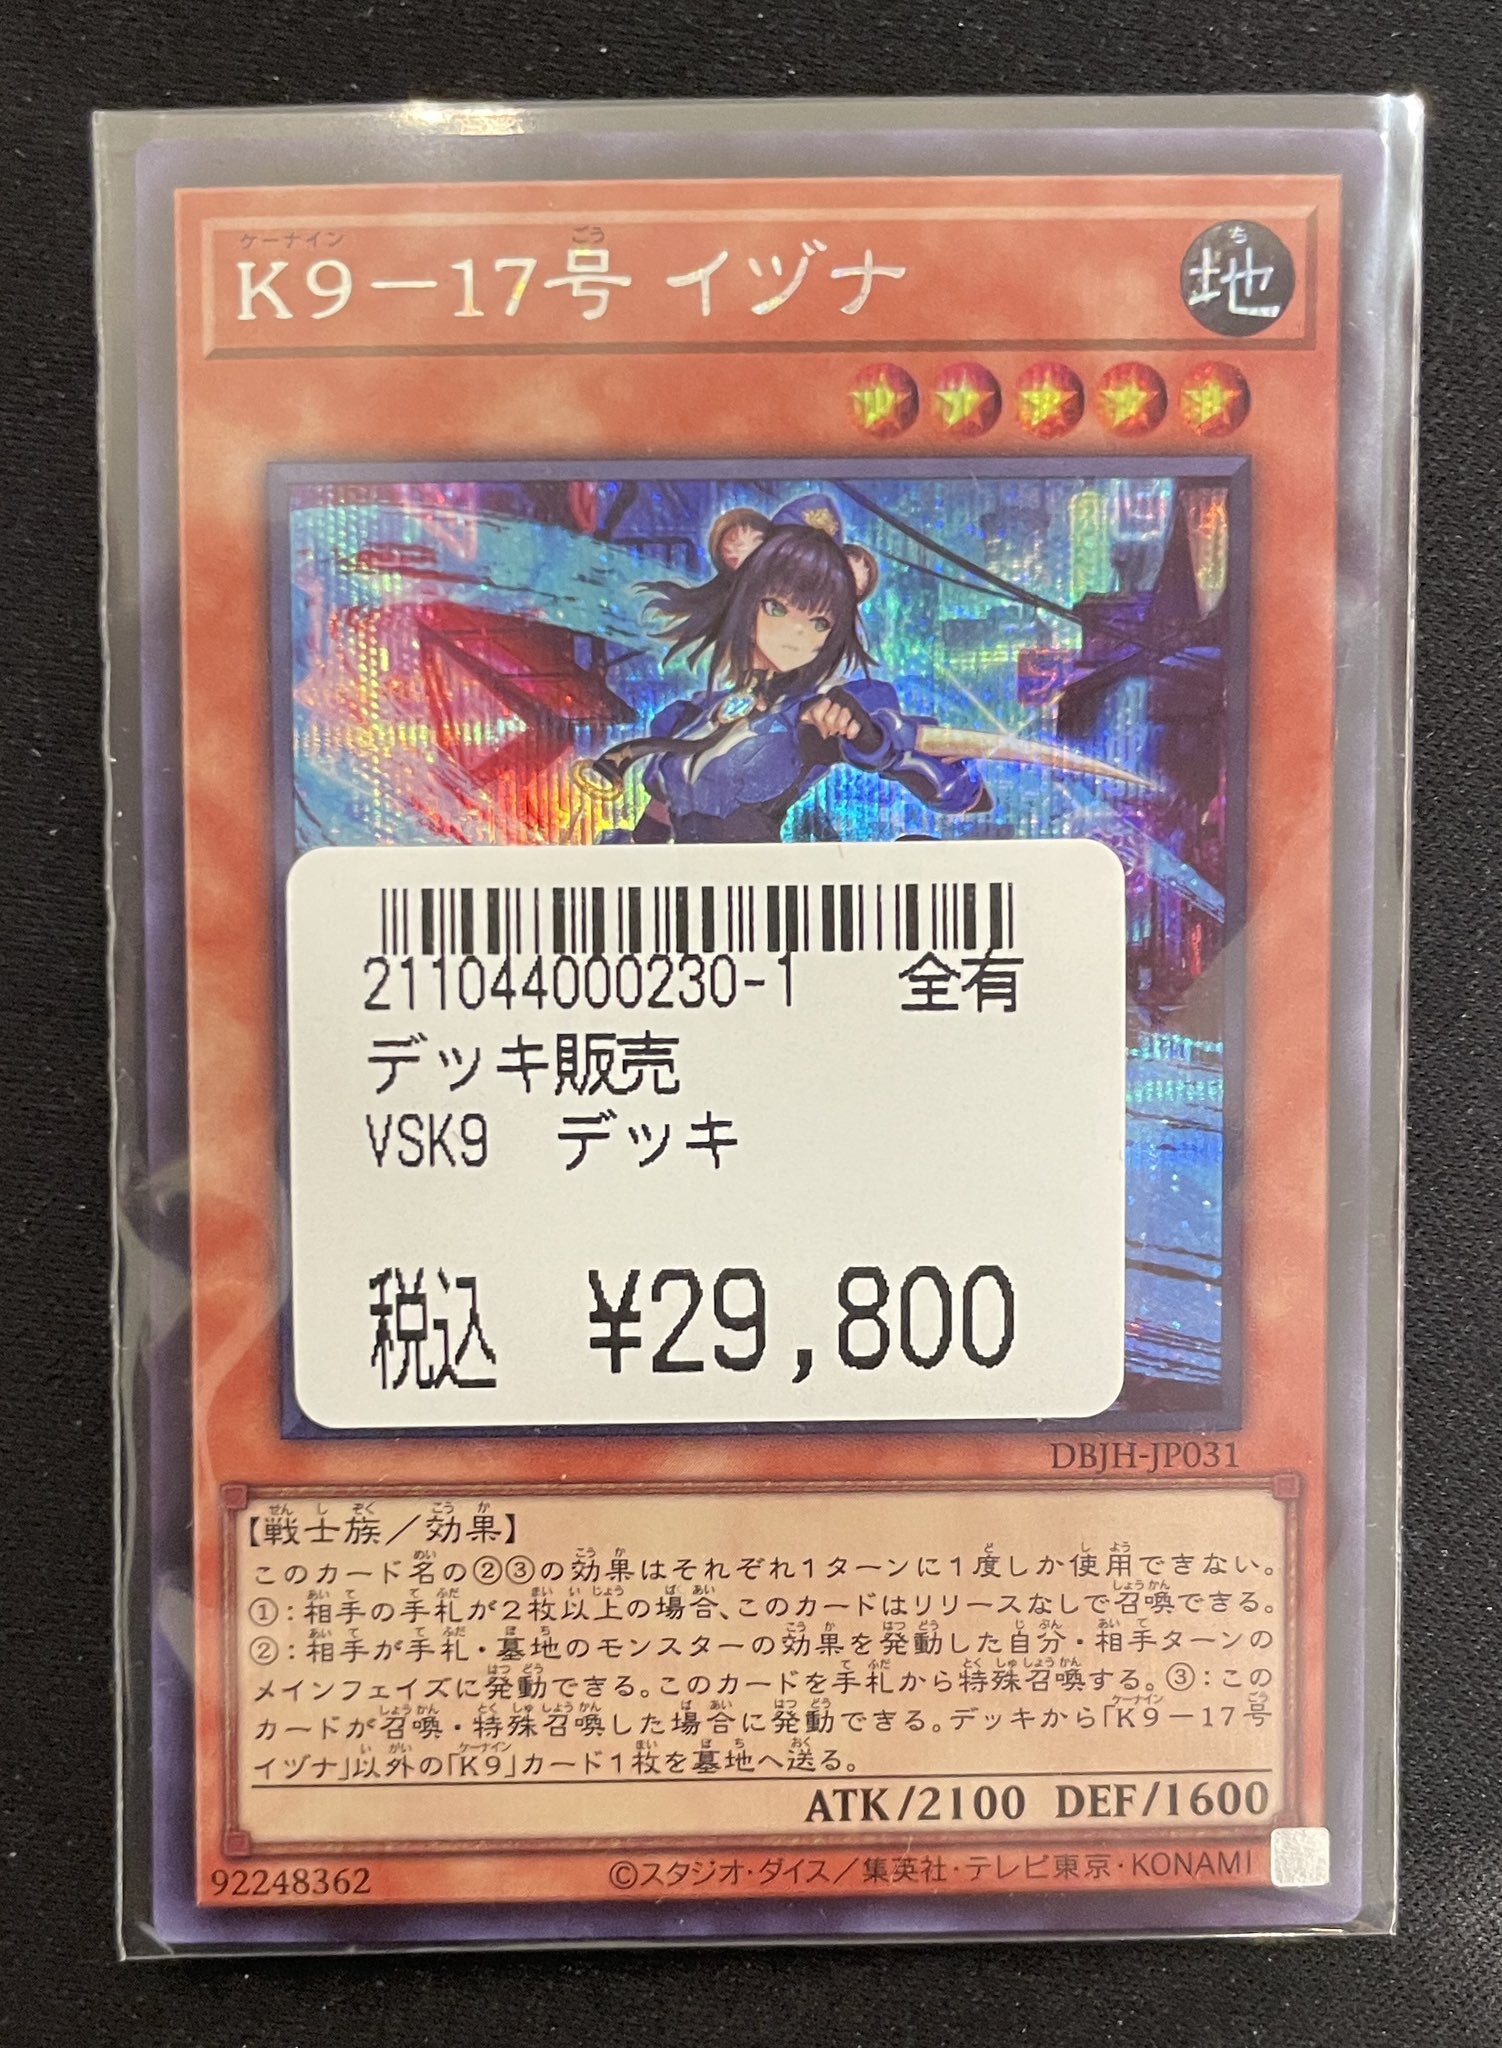 K9－17号 イヅナ
ケーナイン ごう
地
ち
211044000230-1 全有
デッキ販売
VSK9 デッキ
税込 ¥29,800
DBJH-JP031
【戦士族／効果】
このカード名の②③の効果はそれぞれ1ターンに1度しか使用できない。
①：相手の手札が2枚以上の場合、このカードはリリースなしで召喚できる。
②：相手が手札・墓地のモンスターの効果を発動した自分・相手ターンの
メインフェイズに発動できる。このカードを手札から特殊召喚する。③：この
カードが召喚・特殊召喚した場合に発動できる。デッキから「K9－17号
イヅナ」以外の「K9」カード1枚を墓地へ送る。
ATK/2100 DEF/1600
92248362
©スタジオ・ダイス／集英社・テレビ東京・KONAMI